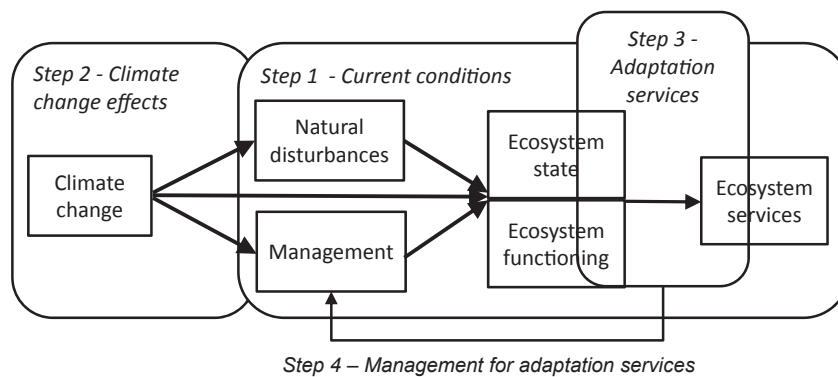 Step 2 - Climate
change effects
Step 1 - Current conditions
Step 3 -
Adaptation
services
Climate
change
Natural
disturbances
Management
Ecosystem
state
Ecosystem
functioning
Ecosystem
services
Step 4 – Management for adaptation services